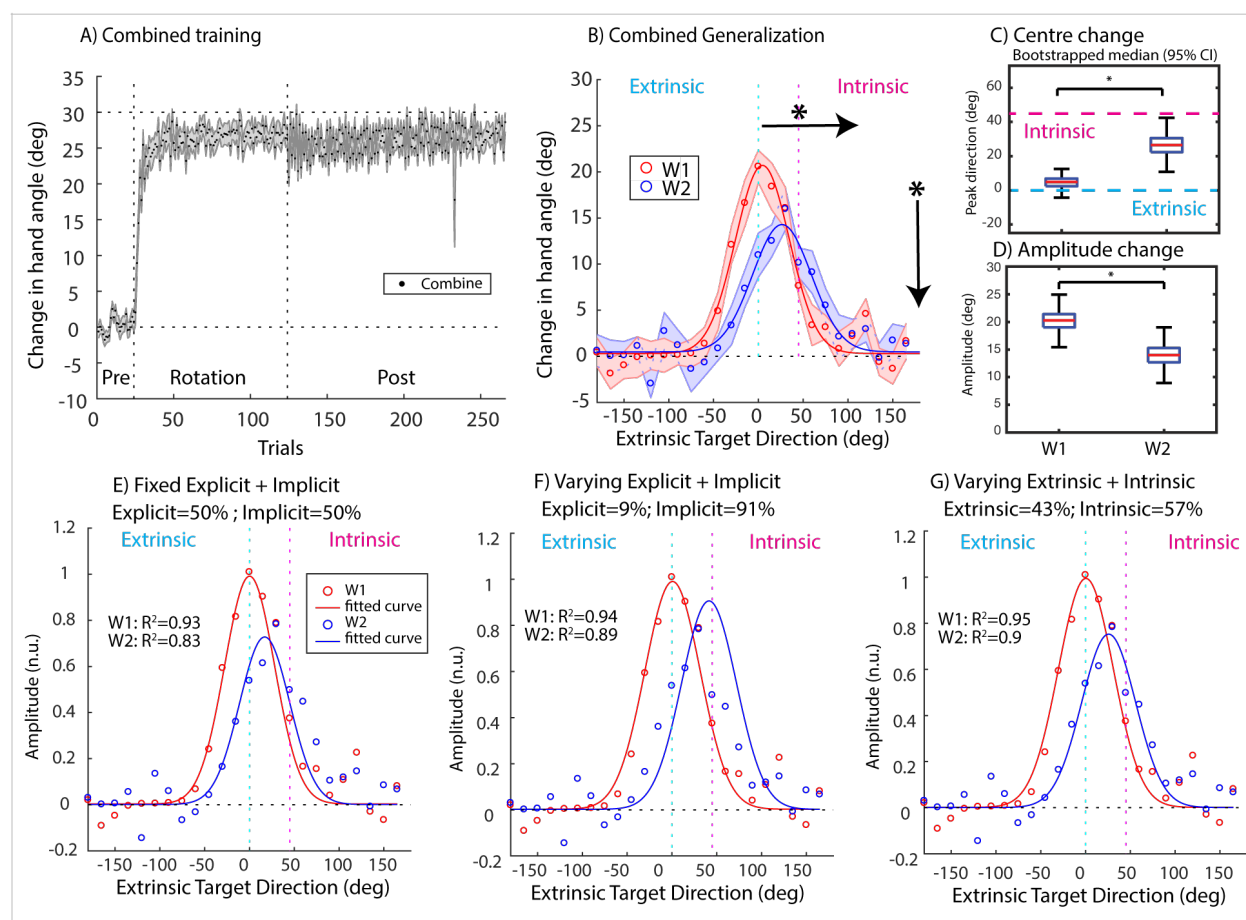 A) Combined training
Change in hand angle (deg)
35
30
25
20
15
10
5
0
-5
-10
Pre
Rotation
Post
Combine
0
50
100
150
200
250
Trials
B) Combined Generalization
Change in hand angle (deg)
30
25
20
15
10
5
0
-5
Extrinsic
Intrinsic
*
*
W1
W2
-150
-100
-50
0
50
100
150
Extrinsic Target Direction (deg)
C) Centre change
Bootstrapped median (95% CI)
Peak direction (deg)
60
40
20
0
-20
*
Intrinsic
Extrinsic
D) Amplitude change
Amplitude (deg)
30
25
20
15
10
5
0
*
W1
W2
E) Fixed Explicit + Implicit
Explicit=50% ; Implicit=50%
Amplitude (n.u.)
1.2
1
0.8
0.6
0.4
0.2
0
-0.2
Extrinsic
Intrinsic
W1
fitted curve
W2
fitted curve
W1: R²=0.93
W2: R²=0.83
-150
-100
-50
0
50
100
150
Extrinsic Target Direction (deg)
F) Varying Explicit + Implicit
Explicit=9%; Implicit=91%
Amplitude (n.u.)
1.2
1
0.8
0.6
0.4
0.2
0
-0.2
Extrinsic
Intrinsic
W1: R²=0.94
W2: R²=0.89
-150
-100
-50
0
50
100
150
Extrinsic Target Direction (deg)
G) Varying Extrinsic + Intrinsic
Extrinsic=43%; Intrinsic=57%
Amplitude (n.u.)
1.2
1
0.8
0.6
0.4
0.2
0
-0.2
Extrinsic
Intrinsic
W1: R²=0.95
W2: R²=0.9
-150
-100
-50
0
50
100
150
Extrinsic Target Direction (deg)